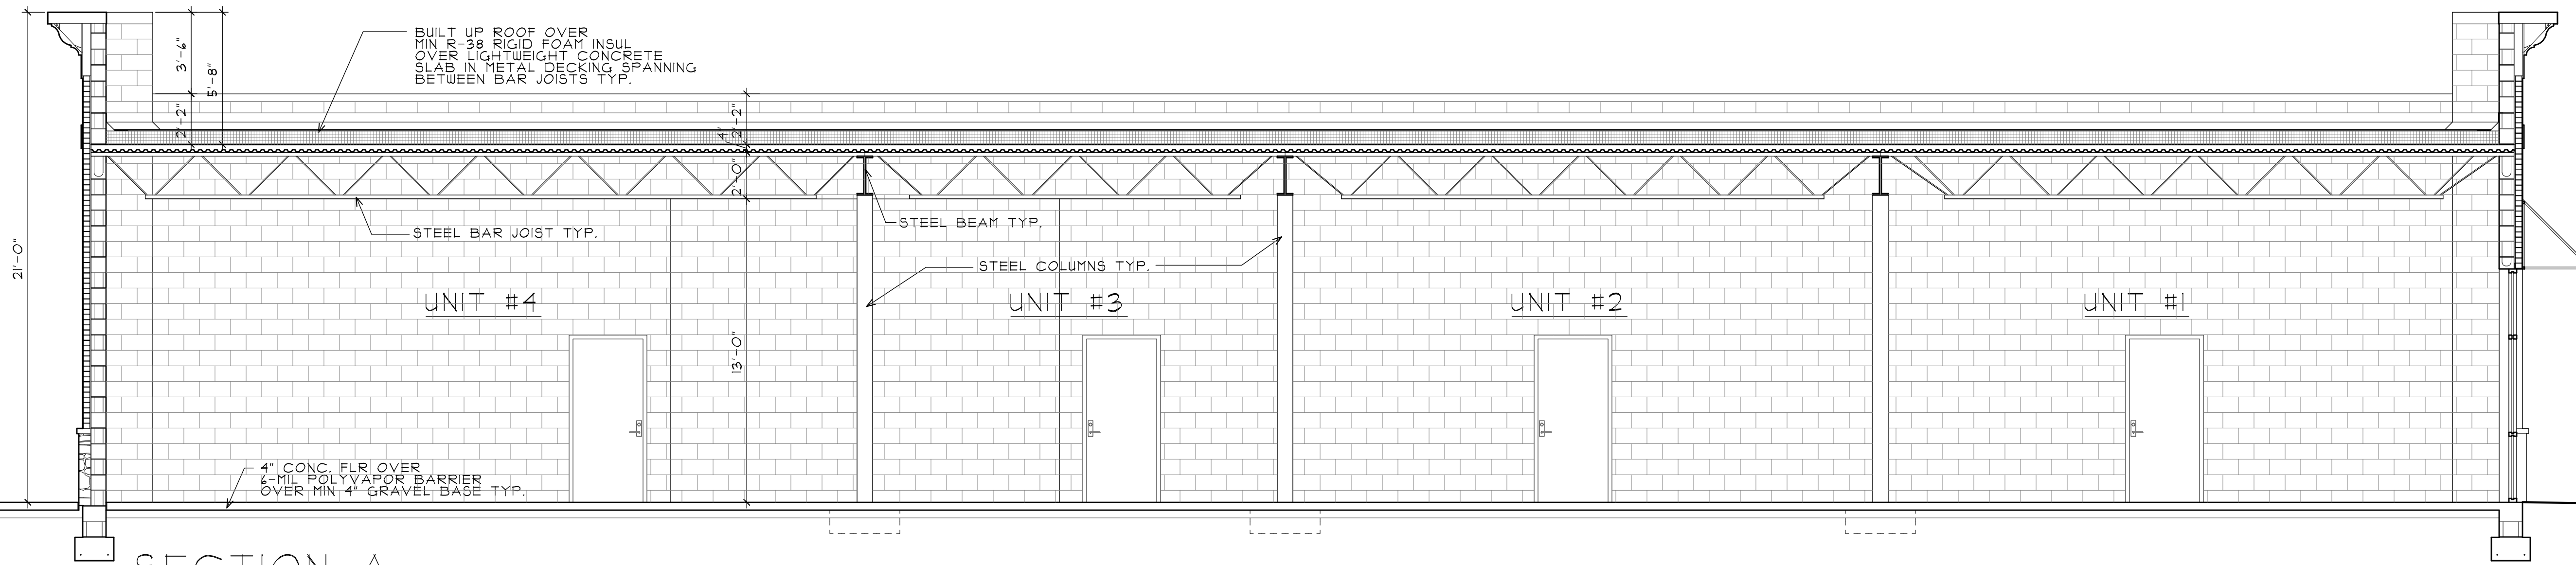 BUILT UP ROOF OVER
MIN R-38 RIGID FOAM INSUL
OVER LIGHTWEIGHT CONCRETE
SLAB IN METAL DECKING SPANNING
BETWEEN BAR JOISTS TYP.
3'-6"
5'-8"
2'-2"
4"
2'-2"
2'-0"
STEEL BEAM TYP.
STEEL BAR JOIST TYP.
21'-0"
STEEL COLUMNS TYP.
UNIT #4
UNIT #3
UNIT #2
UNIT #1
13'-0"
4" CONC. FLR OVER
6-MIL POLYVAPOR BARRIER
OVER MIN 4" GRAVEL BASE TYP.
SECTION A